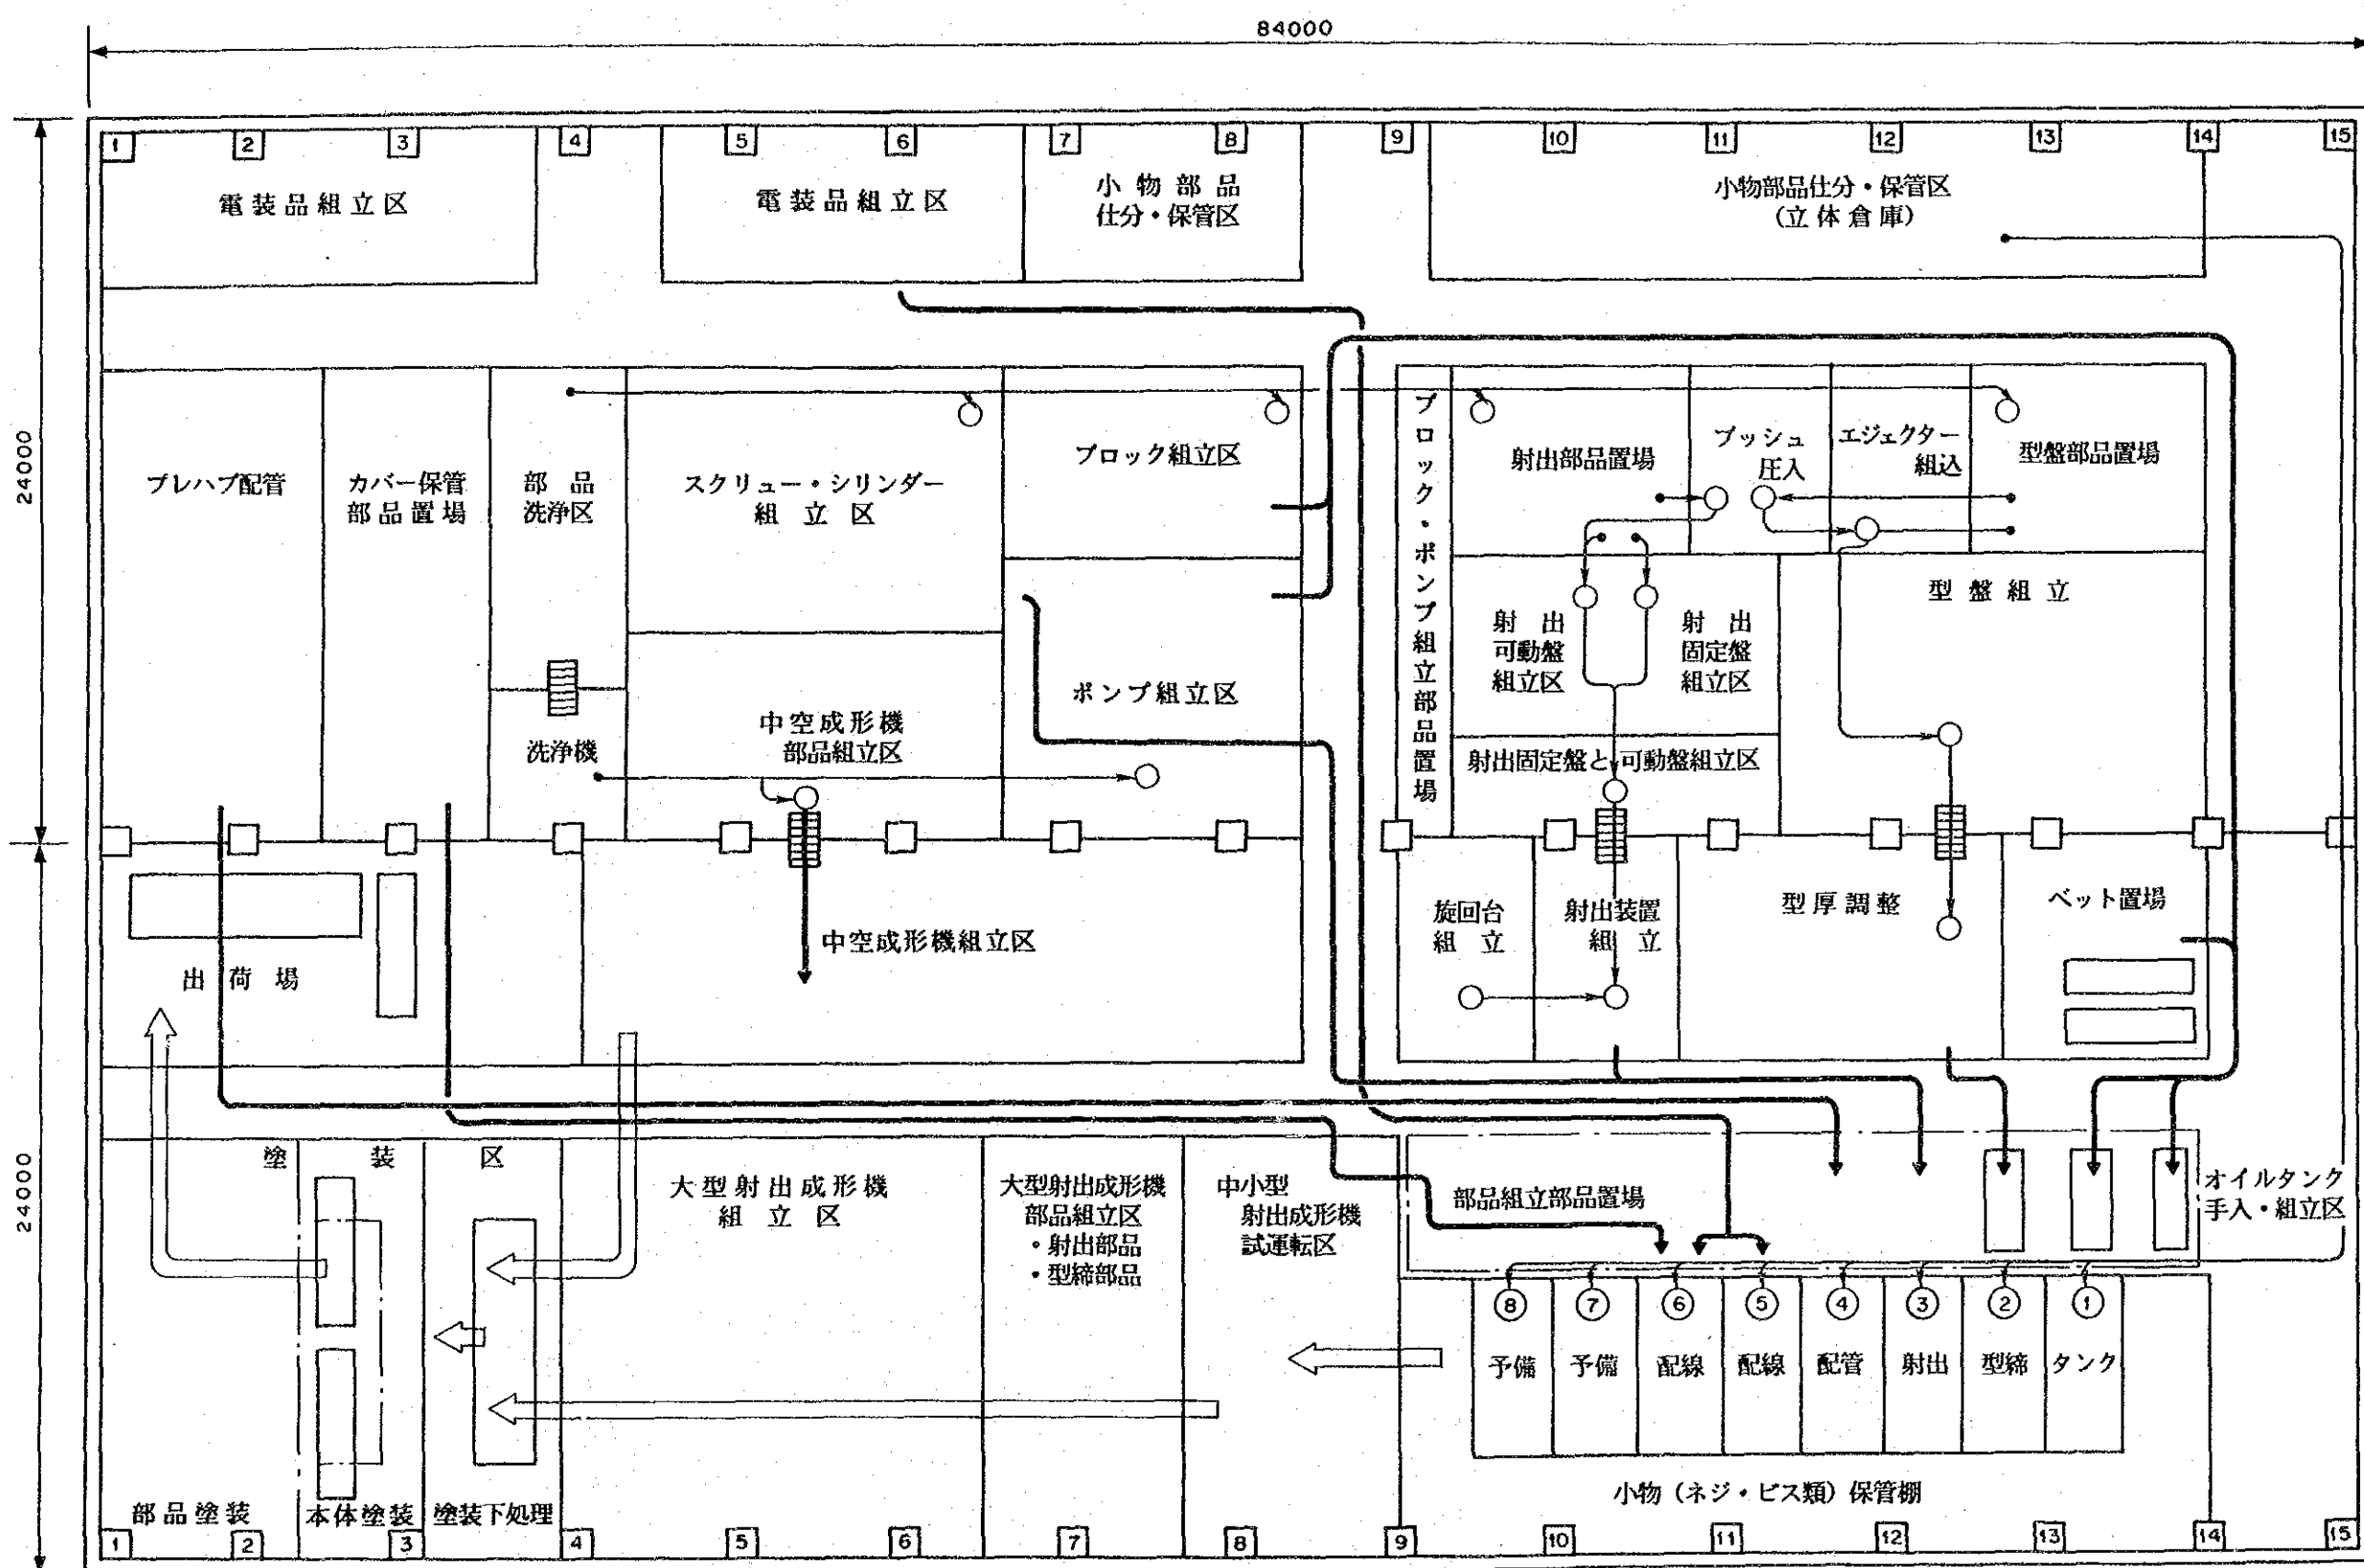 84000
24000
24000
1 2 3 4 5 6 7 8 9 10 11 12 13 14 15
電装品組立区
電装品組立区
小物部品
仕分・保管区
小物部品仕分・保管区
(立体倉庫)
プレハブ配管
カバー保管
部品置場
部品
洗浄区
洗浄機
スクリュー・シリンダー
組立区
ブロック組立区
中空成形機
部品組立区
ポンプ組立区
ブロック・ポンプ組立部品置場
射出部品置場
ブッシュ
圧入
エジェクター
組込
型盤部品置場
射出
可動盤
組立区
射出
固定盤
組立区
型盤組立
射出固定盤と可動盤組立区
出荷場
中空成形機組立区
旋回台
組立
射出装置
組立
型厚調整
ベット置場
塗装区
部品塗装
本体塗装
塗装下処理
大型射出成形機
組立区
大型射出成形機
部品組立区
・射出部品
・型締部品
中小型
射出成形機
試運転区
部品組立部品置場
オイルタンク
手入・組立区
⑧ ⑦ ⑥ ⑤ ④ ③ ② ①
予備 予備 配線 配線 配管 射出 型締 タンク
小物(ネジ・ビス類)保管棚
1 2 3 4 5 6 7 8 9 10 11 12 13 14 15